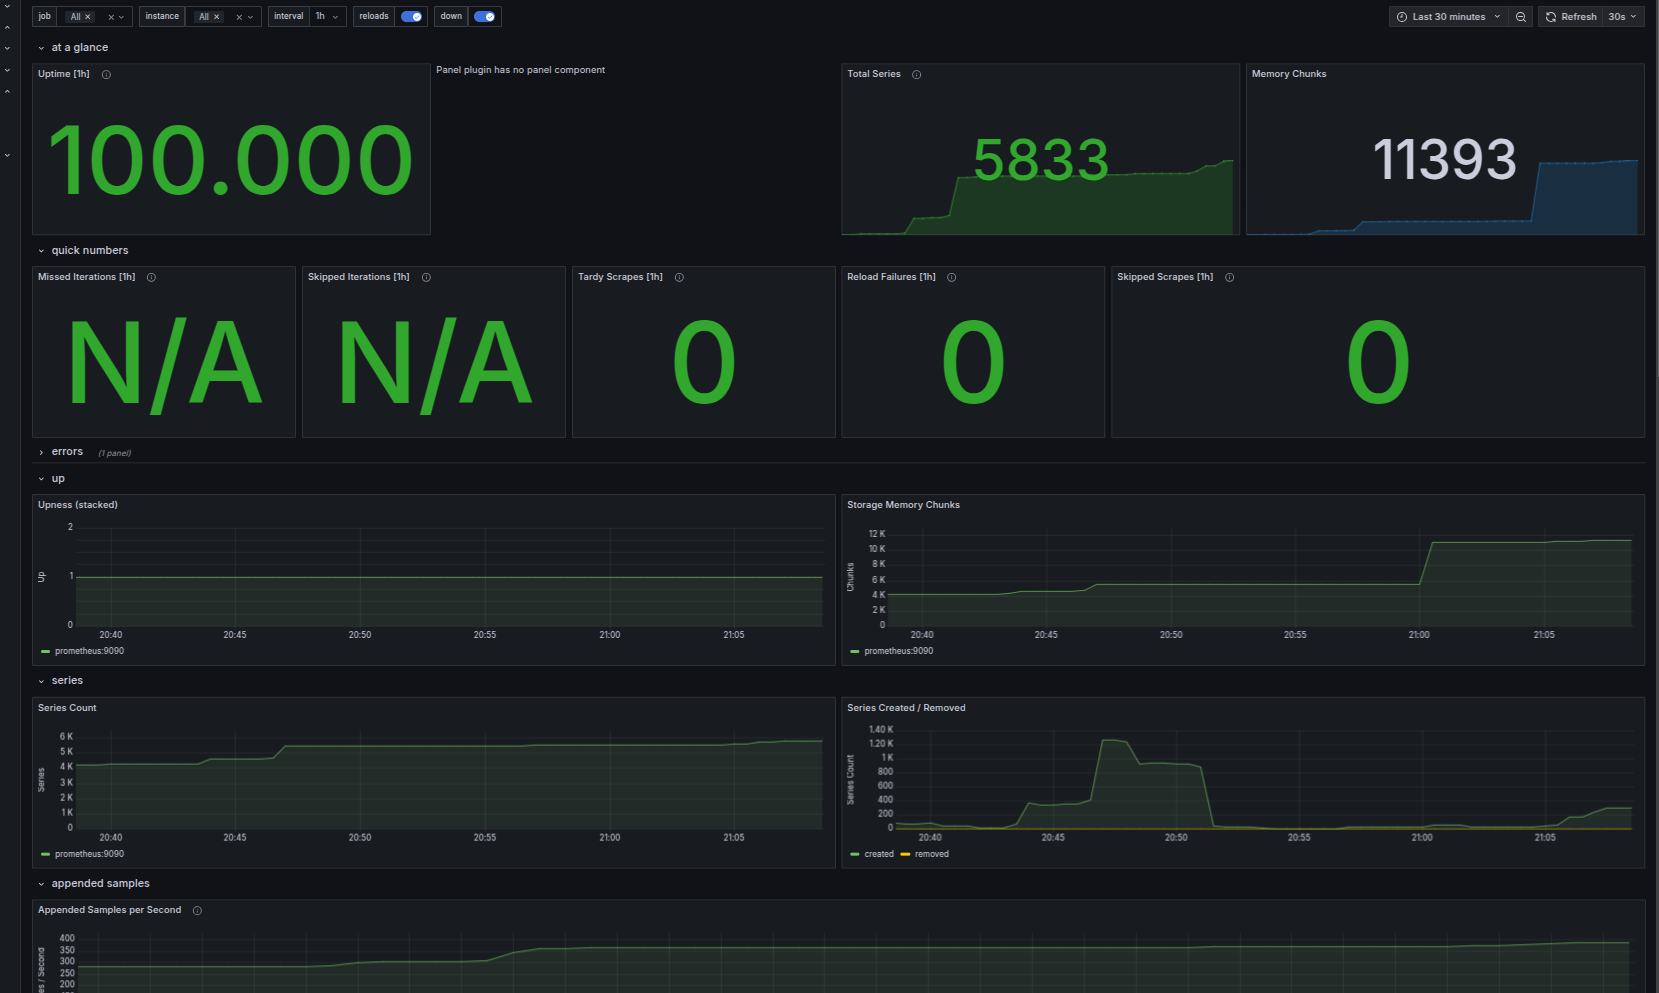 job All instance All interval 1h reloads down Last 30 minutes Refresh 30s
at a glance
Uptime [1h]
100.000
Panel plugin has no panel component
Total Series
5833
Memory Chunks
11393
quick numbers
Missed Iterations [1h]
N/A
Skipped Iterations [1h]
N/A
Tardy Scrapes [1h]
0
Reload Failures [1h]
0
Skipped Scrapes [1h]
0
errors (1 panel)
up
Upness (stacked)
Up
2
1
0
20:40 20:45 20:50 20:55 21:00 21:05
prometheus:9090
Storage Memory Chunks
Chunks
12 K
10 K
8 K
6 K
4 K
2 K
0
20:40 20:45 20:50 20:55 21:00 21:05
prometheus:9090
series
Series Count
Series
6 K
5 K
4 K
3 K
2 K
1 K
0
20:40 20:45 20:50 20:55 21:00 21:05
prometheus:9090
Series Created / Removed
Series Count
1.40 K
1.20 K
1 K
800
600
400
200
0
20:40 20:45 20:50 20:55 21:00 21:05
created removed
appended samples
Appended Samples per Second
/ Second
400
350
300
250
200